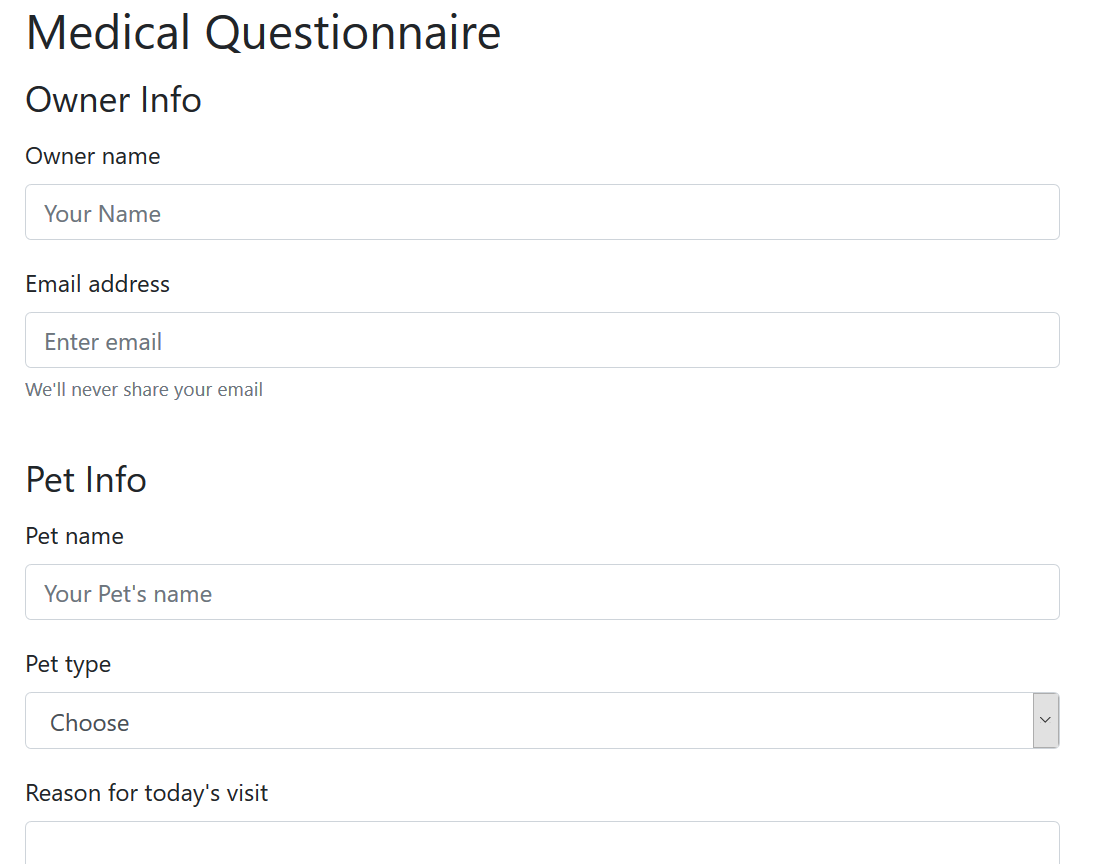 Medical Questionnaire
Owner Info
Owner name
Your Name
Email address
Enter email
We'll never share your email
Pet Info
Pet name
Your Pet's name
Pet type
Choose
Reason for today's visit